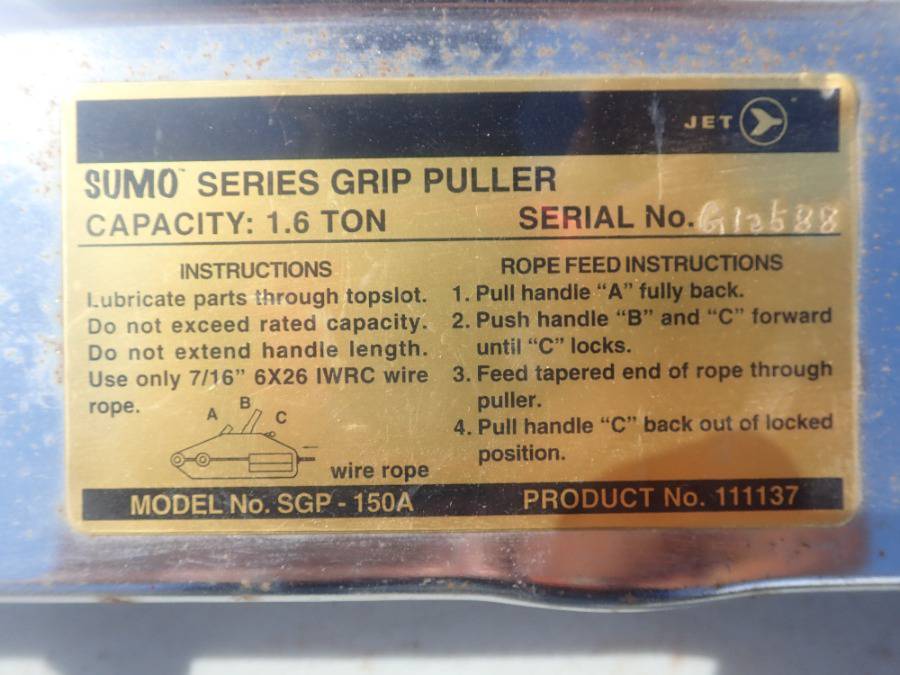 JET
SUMO™ SERIES GRIP PULLER
CAPACITY: 1.6 TON
SERIAL No. G12588
INSTRUCTIONS
Lubricate parts through topslot.
Do not exceed rated capacity.
Do not extend handle length.
Use only 7/16” 6X26 IWRC wire
rope.
A
B
C
wire rope
ROPE FEED INSTRUCTIONS
1. Pull handle “A” fully back.
2. Push handle “B” and “C” forward
until “C” locks.
3. Feed tapered end of rope through
puller.
4. Pull handle “C” back out of locked
position.
MODEL No. SGP - 150A
PRODUCT No. 111137